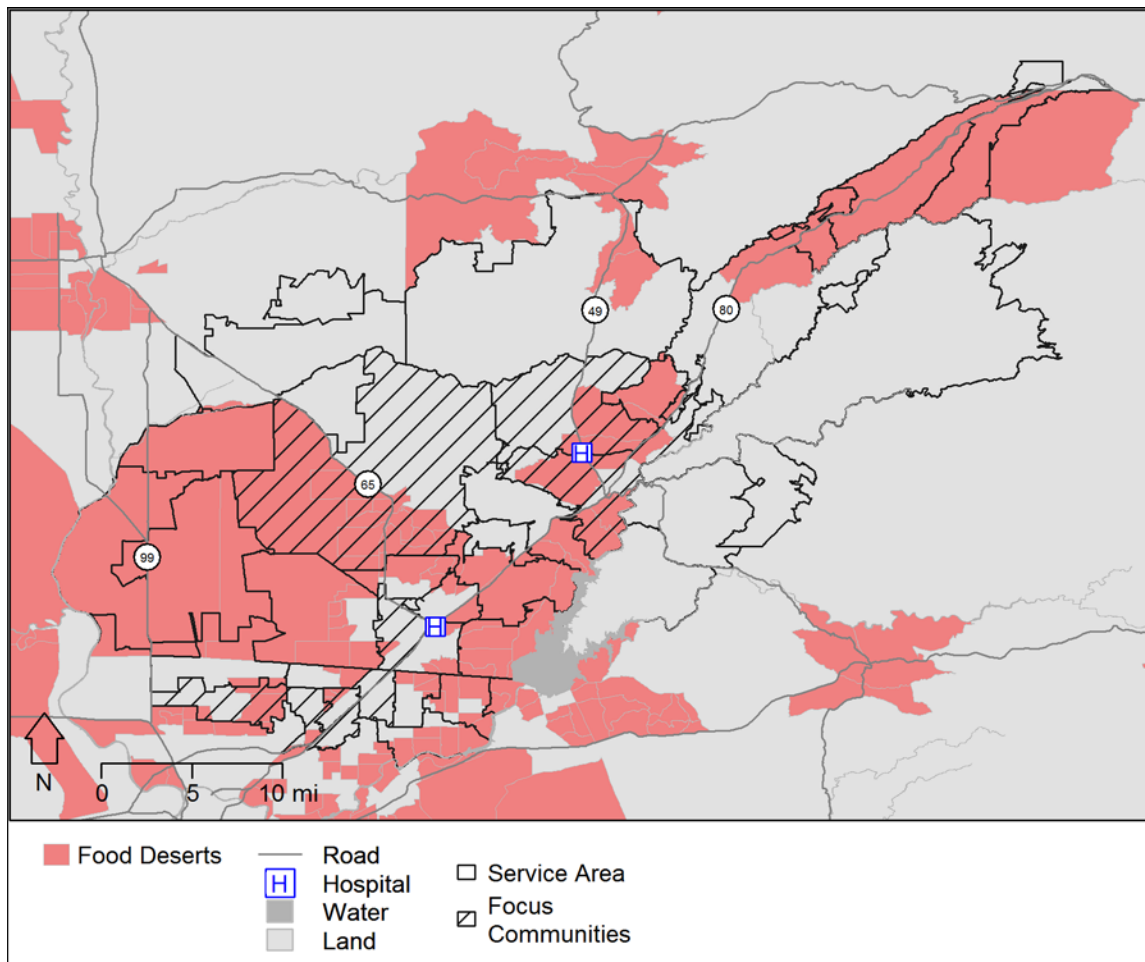 49
80
65
99
H
H
N
0 5 10 mi
Food Deserts
Road
H Hospital
Water
Land
Service Area
Focus
Communities